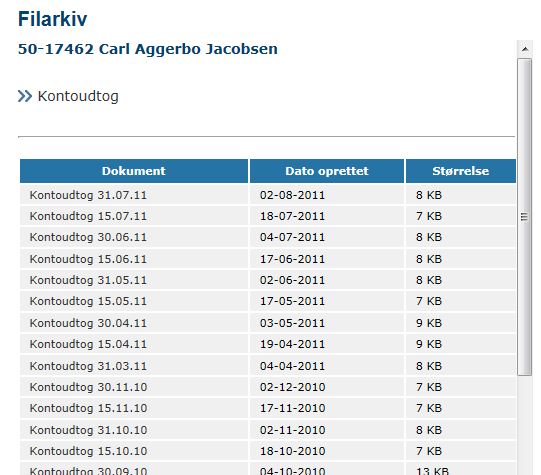 Filarkiv
50-17462 Carl Aggerbo Jacobsen
Kontoudtog
Dokument Dato oprettet Størrelse
Kontoudtog 31.07.11 02-08-2011 8 KB
Kontoudtog 15.07.11 18-07-2011 7 KB
Kontoudtog 30.06.11 04-07-2011 8 KB
Kontoudtog 15.06.11 17-06-2011 8 KB
Kontoudtog 31.05.11 02-06-2011 8 KB
Kontoudtog 15.05.11 17-05-2011 7 KB
Kontoudtog 30.04.11 03-05-2011 9 KB
Kontoudtog 15.04.11 19-04-2011 9 KB
Kontoudtog 31.03.11 04-04-2011 8 KB
Kontoudtog 30.11.10 02-12-2010 7 KB
Kontoudtog 15.11.10 17-11-2010 7 KB
Kontoudtog 31.10.10 02-11-2010 8 KB
Kontoudtog 15.10.10 18-10-2010 7 KB
Kontoudtog 30.09.10 04-10-2010 13 KB